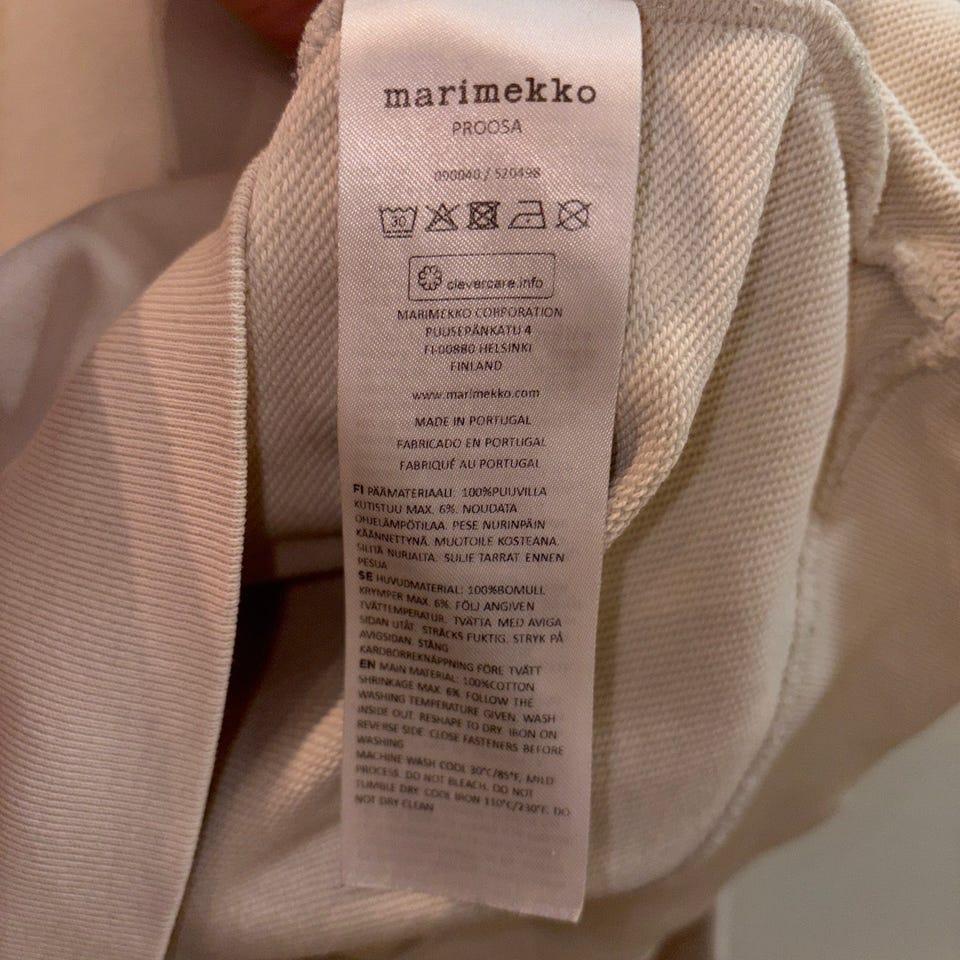 marimekko
PROOSA
090040 / 520498
30
clevercare.info
MARIMEKKO CORPORATION
PUUSEPÄNKATU 4
FI-00880 HELSINKI
FINLAND
www.marimekko.com
MADE IN PORTUGAL
FABRICADO EN PORTUGAL
FABRIQUÉ AU PORTUGAL
FI PÄÄMATERIAALI: 100%PUUVILLA
KUTISTUU MAX. 6%. NOUDATA
OHJELÄMPÖTILAA. PESE NURINPÄIN
KÄÄNNETTYNÄ. MUOTOILE KOSTEANA.
SILITÄ NURJALTA. SULJE TARRAT ENNEN
PESUA
SE HUVUDMATERIAL: 100%BOMULL
KRYMPER MAX. 6%. FÖLJ ANGIVEN
TVÄTTEMPERATUR. TVÄTTA MED AVIGA
SIDAN UTÅT. STRÄCKS FUKTIG. STRYK PÅ
AVIGSIDAN. STÄNG
KARDBORREKNÄPPNING FÖRE TVÄTT
EN MAIN MATERIAL: 100%COTTON
SHRINKAGE MAX. 6% FOLLOW THE
WASHING TEMPERATURE GIVEN. WASH
INSIDE OUT. RESHAPE TO DRY. IRON ON
REVERSE SIDE. CLOSE FASTENERS BEFORE
WASHING
MACHINE WASH COOL 30°C/85°F, MILD
PROCESS. DO NOT BLEACH. DO NOT
TUMBLE DRY. COOL IRON 110°C/230°F. DO
NOT DRY CLEAN